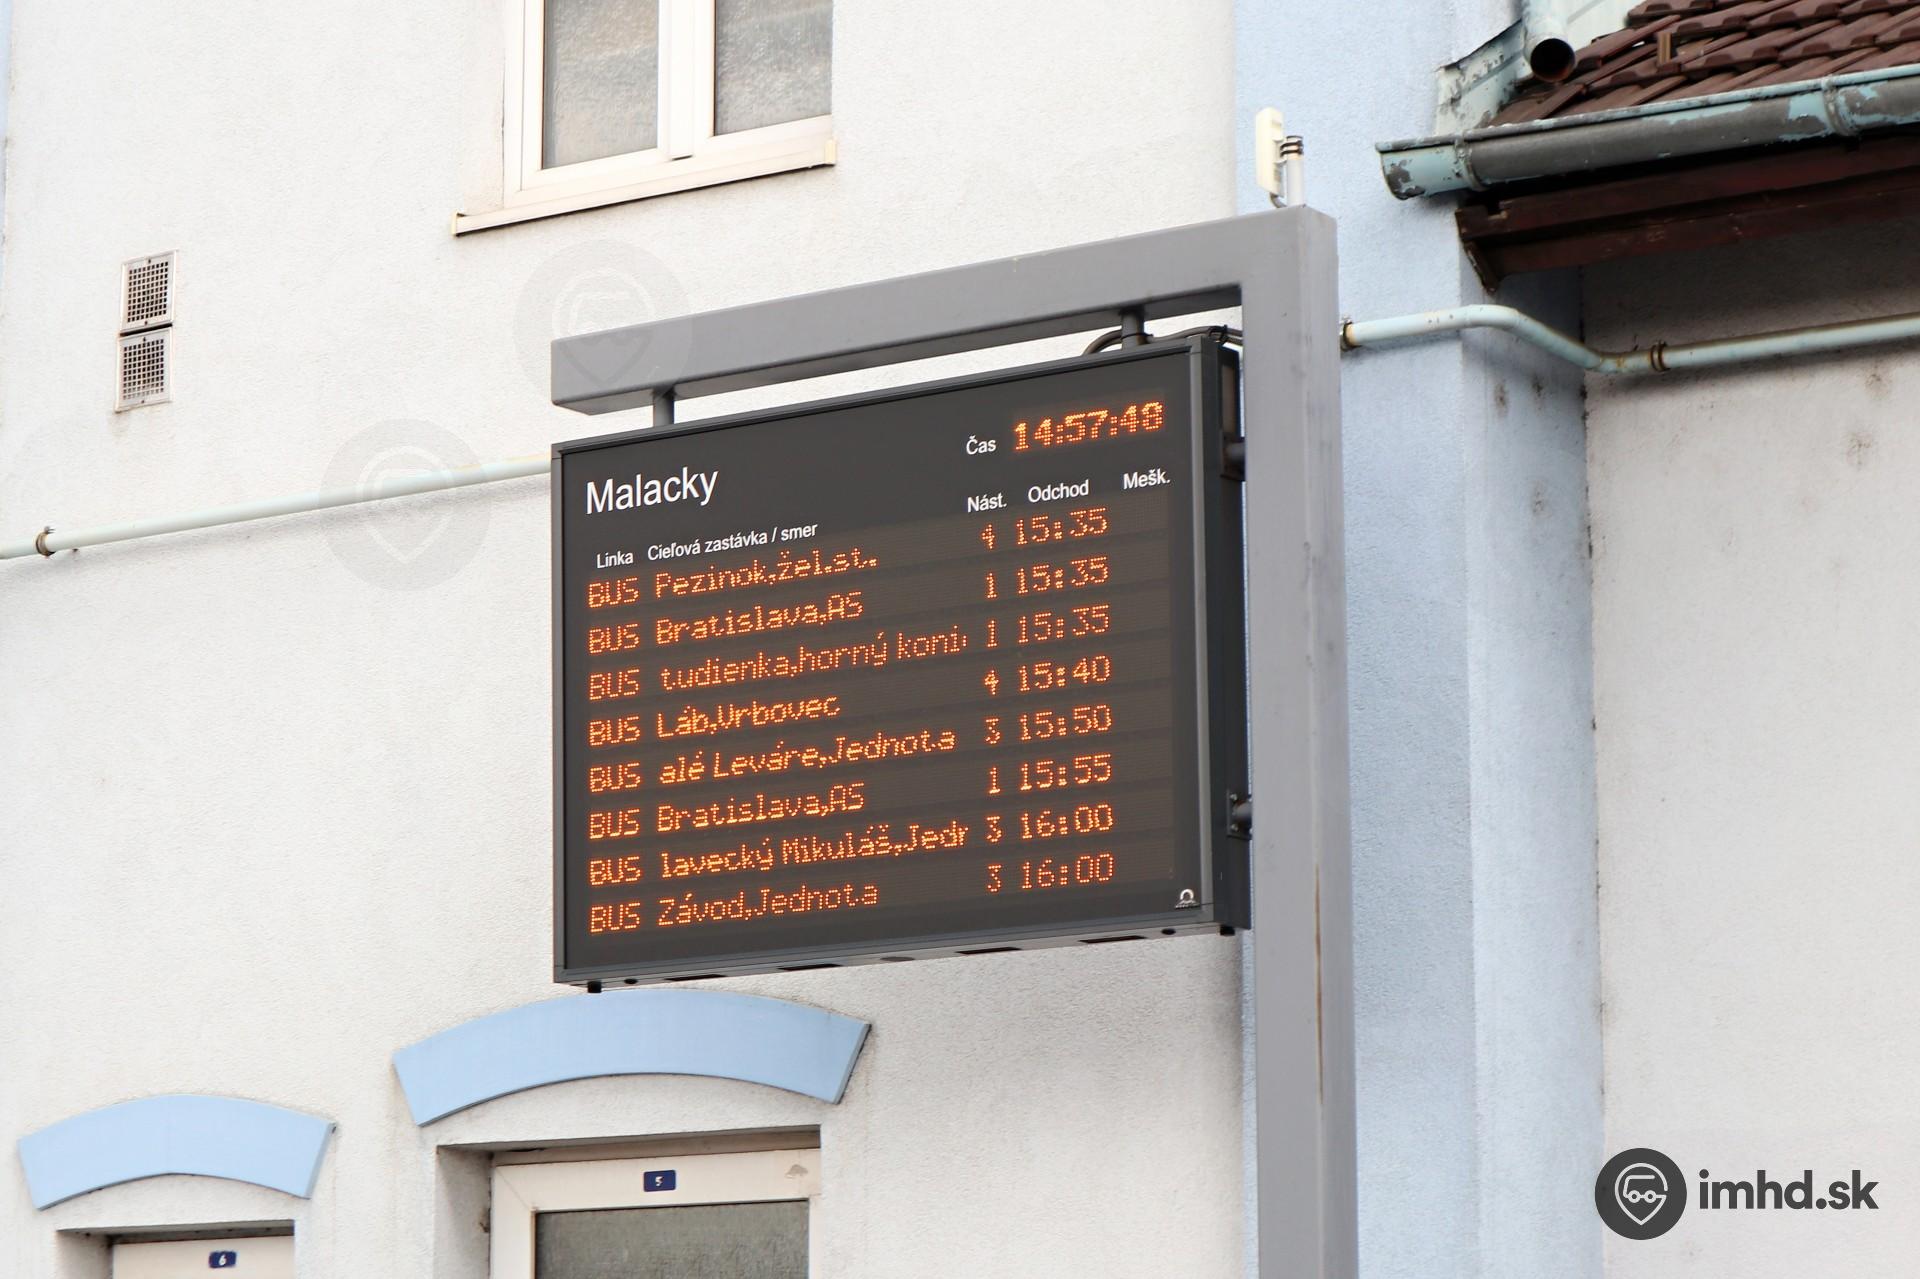 Čas 14:57:48
Malacky
Linka Cieľová zastávka / smer Nást. Odchod Mešk.
BUS Pezinok,žel.st. 4 15:35
BUS Bratislava,AS 1 15:35
BUS tudienka,horný koni 1 15:35
BUS Láb,Vrbovec 4 15:40
BUS alé Leváre,Jednota 3 15:50
BUS Bratislava,AS 1 15:55
BUS lavecký Mikuláš,Jedn 3 16:00
BUS Závod,Jednota 3 16:00
5
6
imhd.sk